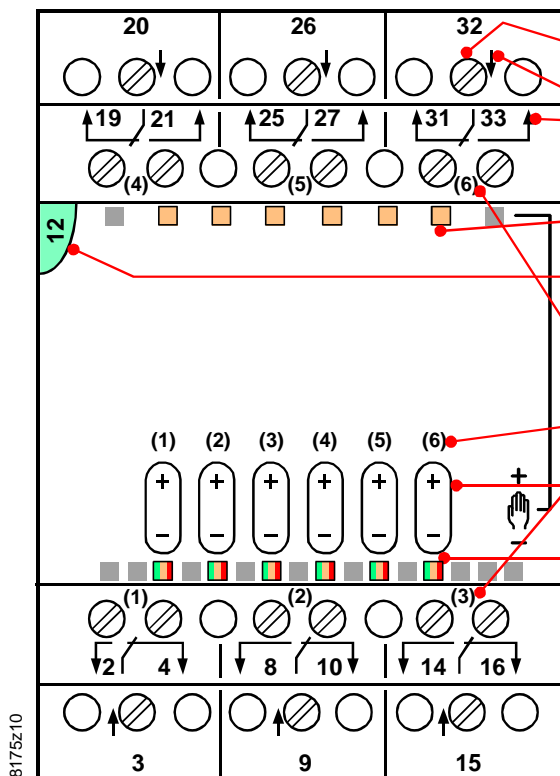 20 26 32
19 21 25 27 31 33
(4) (5) (6)
12
(1) (2) (3) (4) (5) (6)
+ + + + + + +
– – – – – – –
(1) (2) (3)
2 4 8 10 14 16
3 9 15
8175z10